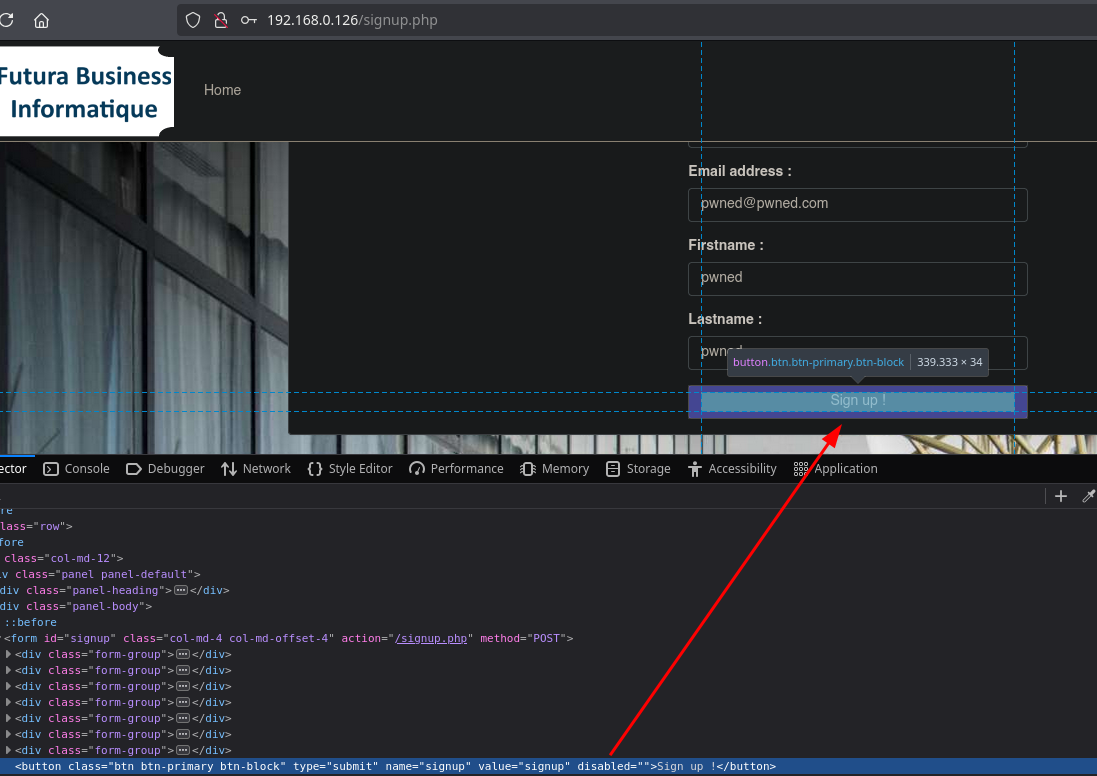 192.168.0.126/signup.php
Futura Business
Informatique
Home
Email address :
pwned@pwned.com
Firstname :
pwned
Lastname :
pwned
button.btn.btn-primary.btn-block 339.333 × 34
Sign up !
ector Console Debugger Network Style Editor Performance Memory Storage Accessibility Application
re
lass="row">
fore
class="col-md-12">
v class="panel panel-default">
div class="panel-heading"></div>
div class="panel-body">
::before
<form id="signup" class="col-md-4 col-md-offset-4" action="/signup.php" method="POST">
<div class="form-group"></div>
<div class="form-group"></div>
<div class="form-group"></div>
<div class="form-group"></div>
<div class="form-group"></div>
<div class="form-group"></div>
<div class="form-group"></div>
<button class="btn btn-primary btn-block" type="submit" name="signup" value="signup" disabled="">Sign up !</button>